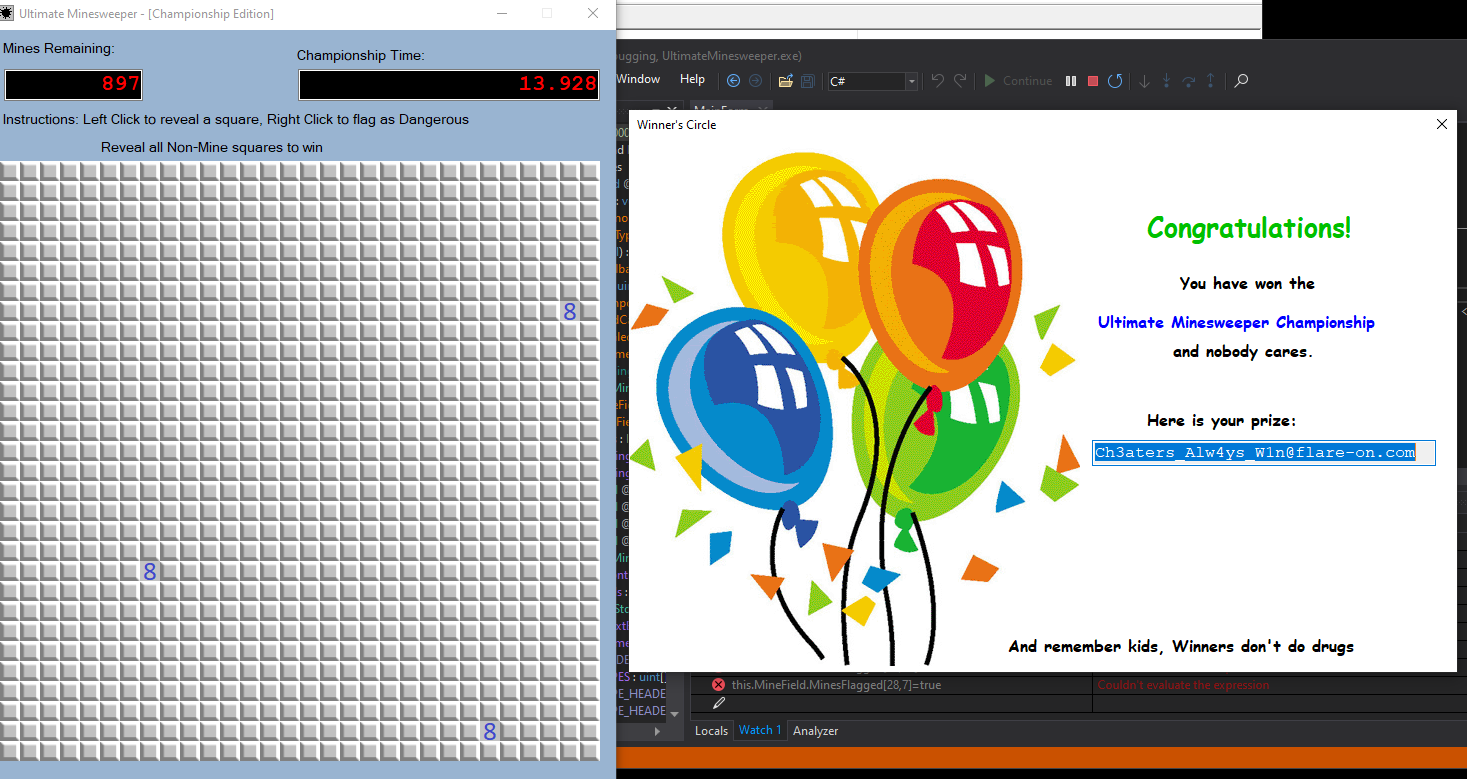 Ultimate Minesweeper - [Championship Edition]
Mines Remaining:
Championship Time:
897
13.928
Instructions: Left Click to reveal a square, Right Click to flag as Dangerous
Reveal all Non-Mine squares to win
8
8
8
ugging, UltimateMinesweeper.exe)
Window Help C# Continue
Winner's Circle
Congratulations!
You have won the
Ultimate Minesweeper Championship
and nobody cares.
Here is your prize:
Ch3aters_Alw4ys_W1n@flare-on.com
And remember kids, Winners don't do drugs
this.MineField.MinesFlagged[28,7]=true
Couldn't evaluate the expression
PE_HEADE
PE_HEADE
Locals Watch 1 Analyzer